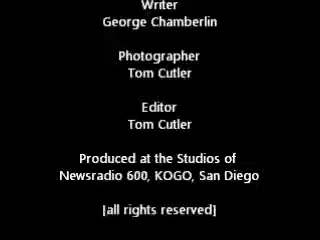 Writer
George Chamberlin
Photographer
Tom Cutler
Editor
Tom Cutler
Produced at the Studios of
Newsradio 600, KOGO, San Diego
[all rights reserved]